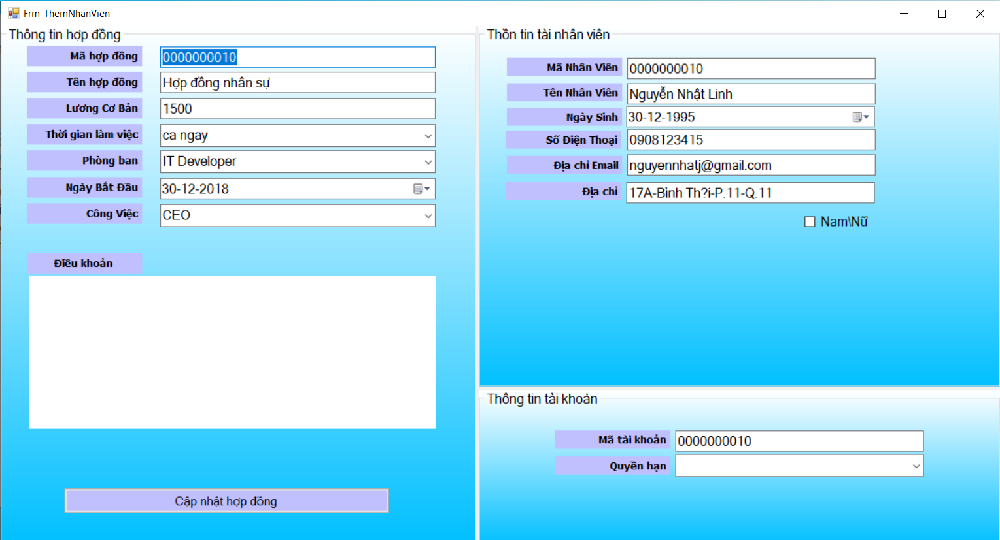 Frm_ThemNhanVien
Thông tin hợp đồng
Mã hợp đồng 0000000010
Tên hợp đồng Hợp đồng nhân sự
Lương Cơ Bản 1500
Thời gian làm việc ca ngay
Phòng ban IT Developer
Ngày Bắt Đầu 30-12-2018
Công Việc CEO
Điều khoản
Cập nhật hợp đồng
Thồn tin tài nhân viên
Mã Nhân Viên 0000000010
Tên Nhân Viên Nguyễn Nhật Linh
Ngày Sinh 30-12-1995
Số Điện Thoại 0908123415
Địa chỉ Email nguyennhatj@gmail.com
Địa chỉ 17A-Bình Th?i-P.11-Q.11
Nam\Nữ
Thông tin tài khoản
Mã tài khoản 0000000010
Quyền hạn